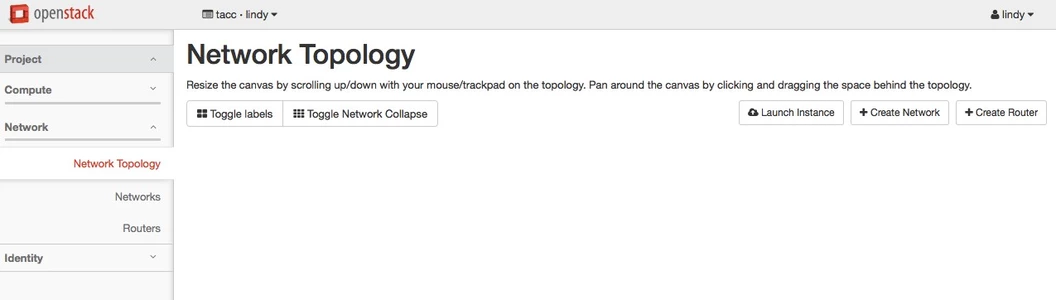 openstack tacc · lindy lindy
Project
Compute
Network
Network Topology
Networks
Routers
Identity
Network Topology
Resize the canvas by scrolling up/down with your mouse/trackpad on the topology. Pan around the canvas by clicking and dragging the space behind the topology.
Toggle labels Toggle Network Collapse Launch Instance + Create Network + Create Router